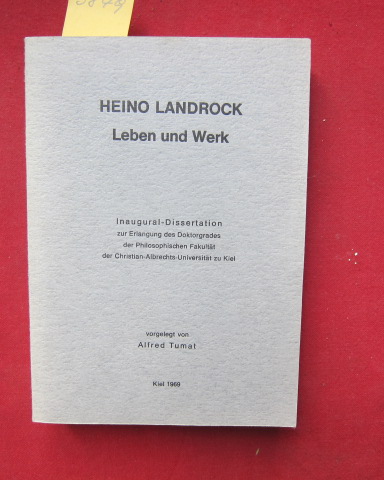 HEINO LANDROCK
Leben und Werk
Inaugural-Dissertation
zur Erlangung des Doktorgrades
der Philosophischen Fakultät
der Christian-Albrechts-Universität zu Kiel
vorgelegt von
Alfred Tumat
Kiel 1969